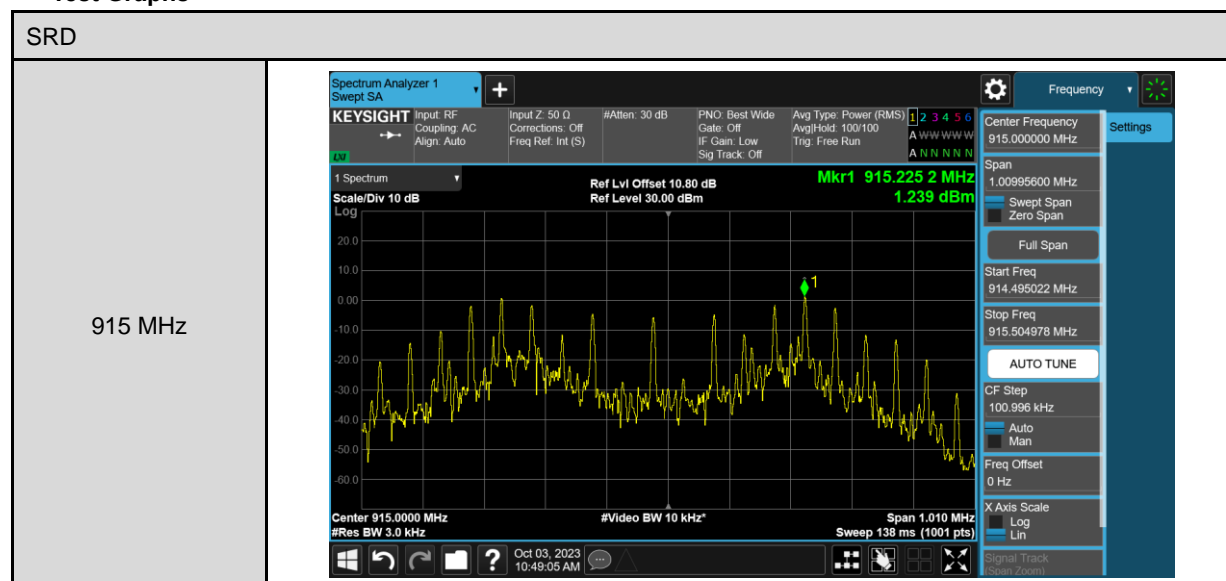 SRD
915 MHz
Spectrum Analyzer 1
Swept SA
Frequency
KEYSIGHT
Input: RF
Coupling: AC
Align: Auto
Input Z: 50 Ω
Corrections: Off
Freq Ref: Int (S)
#Atten: 30 dB
PNO: Best Wide
Gate: Off
IF Gain: Low
Sig Track: Off
Avg Type: Power (RMS)
Avg|Hold: 100/100
Trig: Free Run
1 2 3 4 5 6
A W W W W W
A N N N N N
LXI
1 Spectrum
Scale/Div 10 dB
Ref Lvl Offset 10.80 dB
Ref Level 30.00 dBm
Mkr1 915.225 2 MHz
1.239 dBm
Log
20.0
10.0
0.00
-10.0
-20.0
-30.0
-40.0
-50.0
-60.0
1
Center 915.0000 MHz
#Res BW 3.0 kHz
#Video BW 10 kHz*
Span 1.010 MHz
Sweep 138 ms (1001 pts)
Oct 03, 2023
10:49:05 AM
Center Frequency
915.000000 MHz
Settings
Span
1.00995600 MHz
Swept Span
Zero Span
Full Span
Start Freq
914.495022 MHz
Stop Freq
915.504978 MHz
AUTO TUNE
CF Step
100.996 kHz
Auto
Man
Freq Offset
0 Hz
X Axis Scale
Log
Lin
Signal Track
(Span Zoom)